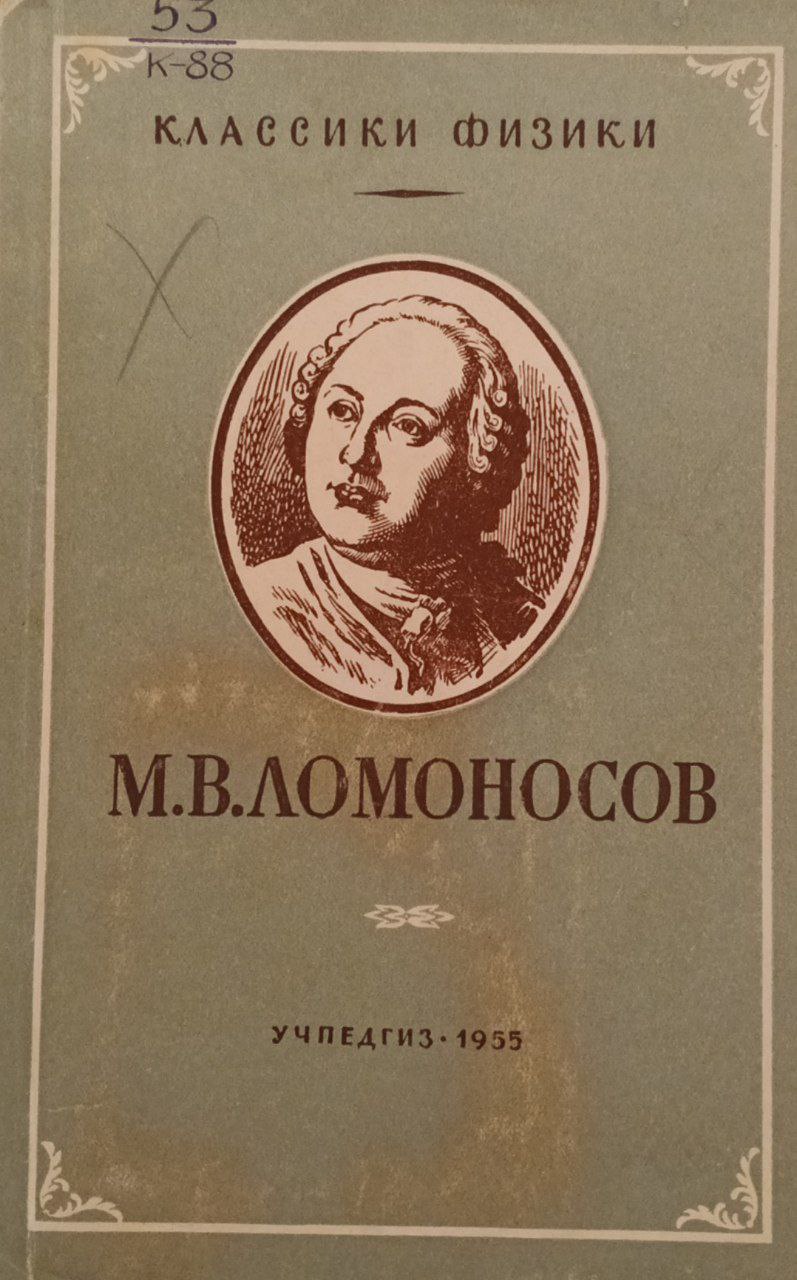 53
К-88
КЛАССИКИ ФИЗИКИ
М.В.ЛОМОНОСОВ
УЧПЕДГИЗ·1955